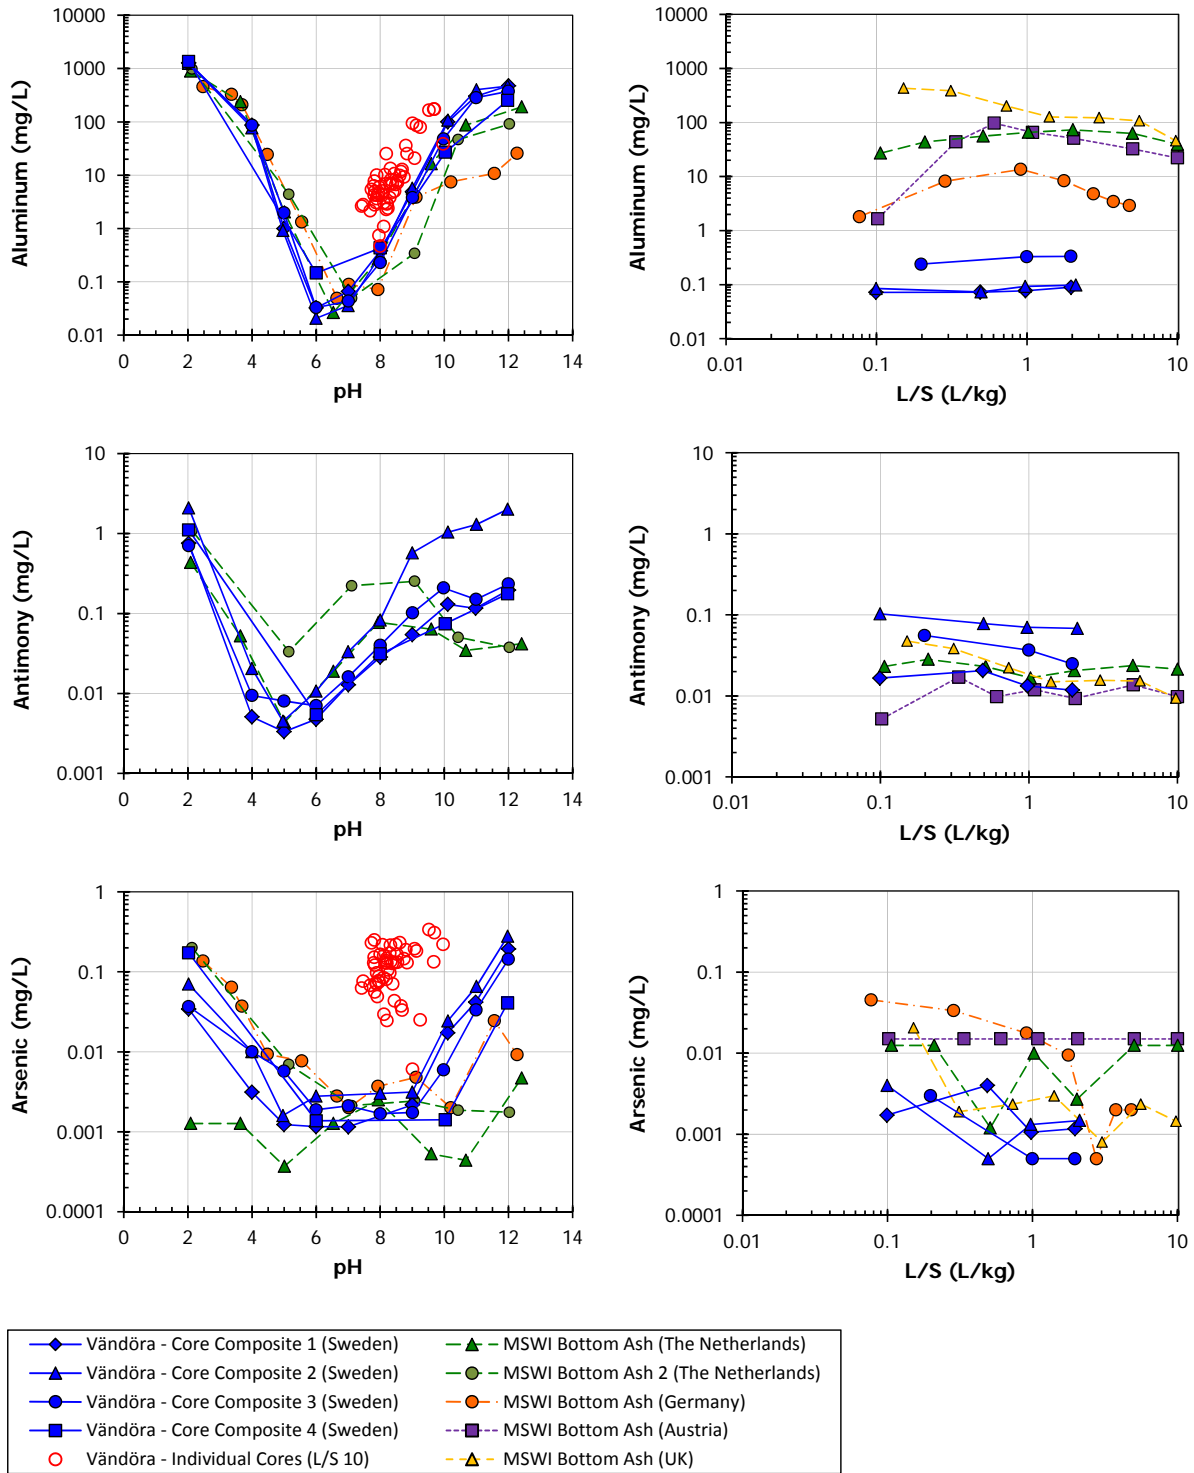 10000
1000
100
10
1
0.1
0.01
Aluminum (mg/L)
0 2 4 6 8 10 12 14
pH
10000
1000
100
10
1
0.1
0.01
Aluminum (mg/L)
0.01 0.1 1 10
L/S (L/kg)
10
1
0.1
0.01
0.001
Antimony (mg/L)
0 2 4 6 8 10 12 14
pH
10
1
0.1
0.01
0.001
Antimony (mg/L)
0.01 0.1 1 10
L/S (L/kg)
1
0.1
0.01
0.001
0.0001
Arsenic (mg/L)
0 2 4 6 8 10 12 14
pH
1
0.1
0.01
0.001
0.0001
Arsenic (mg/L)
0.01 0.1 1 10
L/S (L/kg)
Vändöra - Core Composite 1 (Sweden)
Vändöra - Core Composite 2 (Sweden)
Vändöra - Core Composite 3 (Sweden)
Vändöra - Core Composite 4 (Sweden)
Vändöra - Individual Cores (L/S 10)
MSWI Bottom Ash (The Netherlands)
MSWI Bottom Ash 2 (The Netherlands)
MSWI Bottom Ash (Germany)
MSWI Bottom Ash (Austria)
MSWI Bottom Ash (UK)